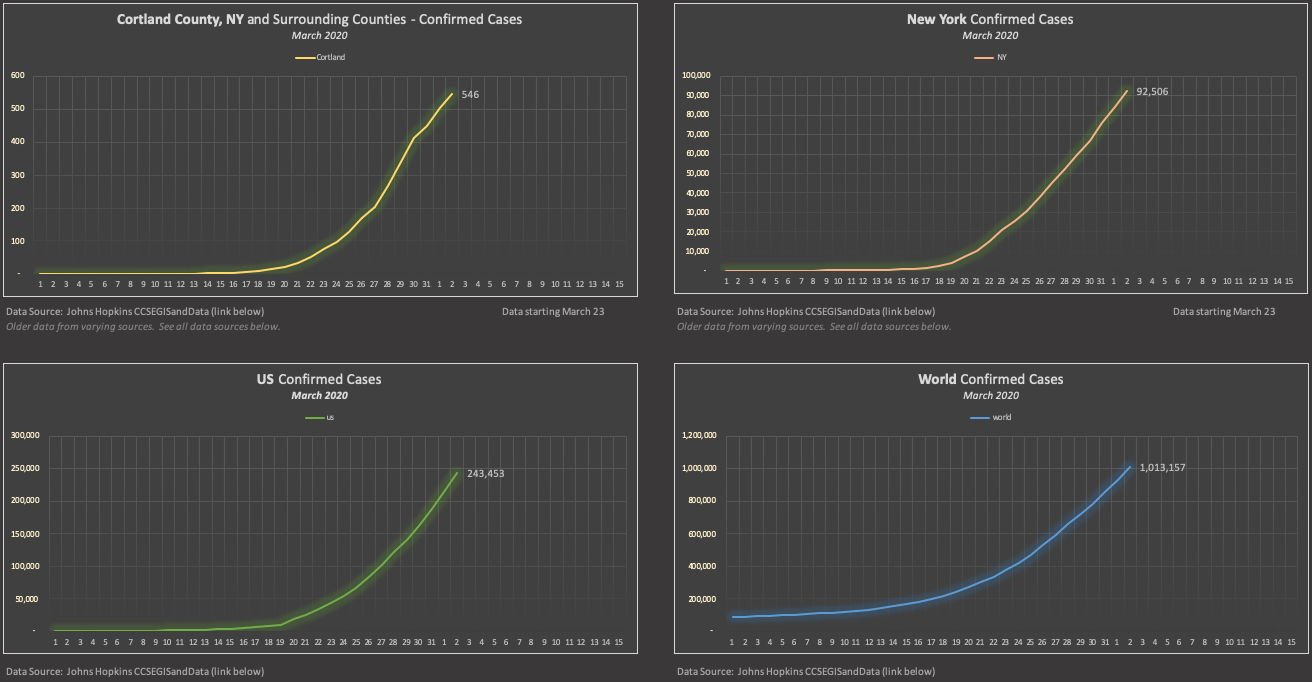 Cortland County, NY and Surrounding Counties - Confirmed Cases
March 2020
Cortland
600
500
400
300
200
100
-
546
1 2 3 4 5 6 7 8 9 10 11 12 13 14 15 16 17 18 19 20 21 22 23 24 25 26 27 28 29 30 31 1 2 3 4 5 6 7 8 9 10 11 12 13 14 15
Data Source: Johns Hopkins CCSEGISandData (link below)
Data starting March 23
Older data from varying sources. See all data sources below.
New York Confirmed Cases
March 2020
NY
100,000
90,000
80,000
70,000
60,000
50,000
40,000
30,000
20,000
10,000
-
92,506
1 2 3 4 5 6 7 8 9 10 11 12 13 14 15 16 17 18 19 20 21 22 23 24 25 26 27 28 29 30 31 1 2 3 4 5 6 7 8 9 10 11 12 13 14 15
Data Source: Johns Hopkins CCSEGISandData (link below)
Data starting March 23
Older data from varying sources. See all data sources below.
US Confirmed Cases
March 2020
us
300,000
250,000
200,000
150,000
100,000
50,000
-
243,453
1 2 3 4 5 6 7 8 9 10 11 12 13 14 15 16 17 18 19 20 21 22 23 24 25 26 27 28 29 30 31 1 2 3 4 5 6 7 8 9 10 11 12 13 14 15
Data Source: Johns Hopkins CCSEGISandData (link below)
World Confirmed Cases
March 2020
world
1,200,000
1,000,000
800,000
600,000
400,000
200,000
-
1,013,157
1 2 3 4 5 6 7 8 9 10 11 12 13 14 15 16 17 18 19 20 21 22 23 24 25 26 27 28 29 30 31 1 2 3 4 5 6 7 8 9 10 11 12 13 14 15
Data Source: Johns Hopkins CCSEGISandData (link below)